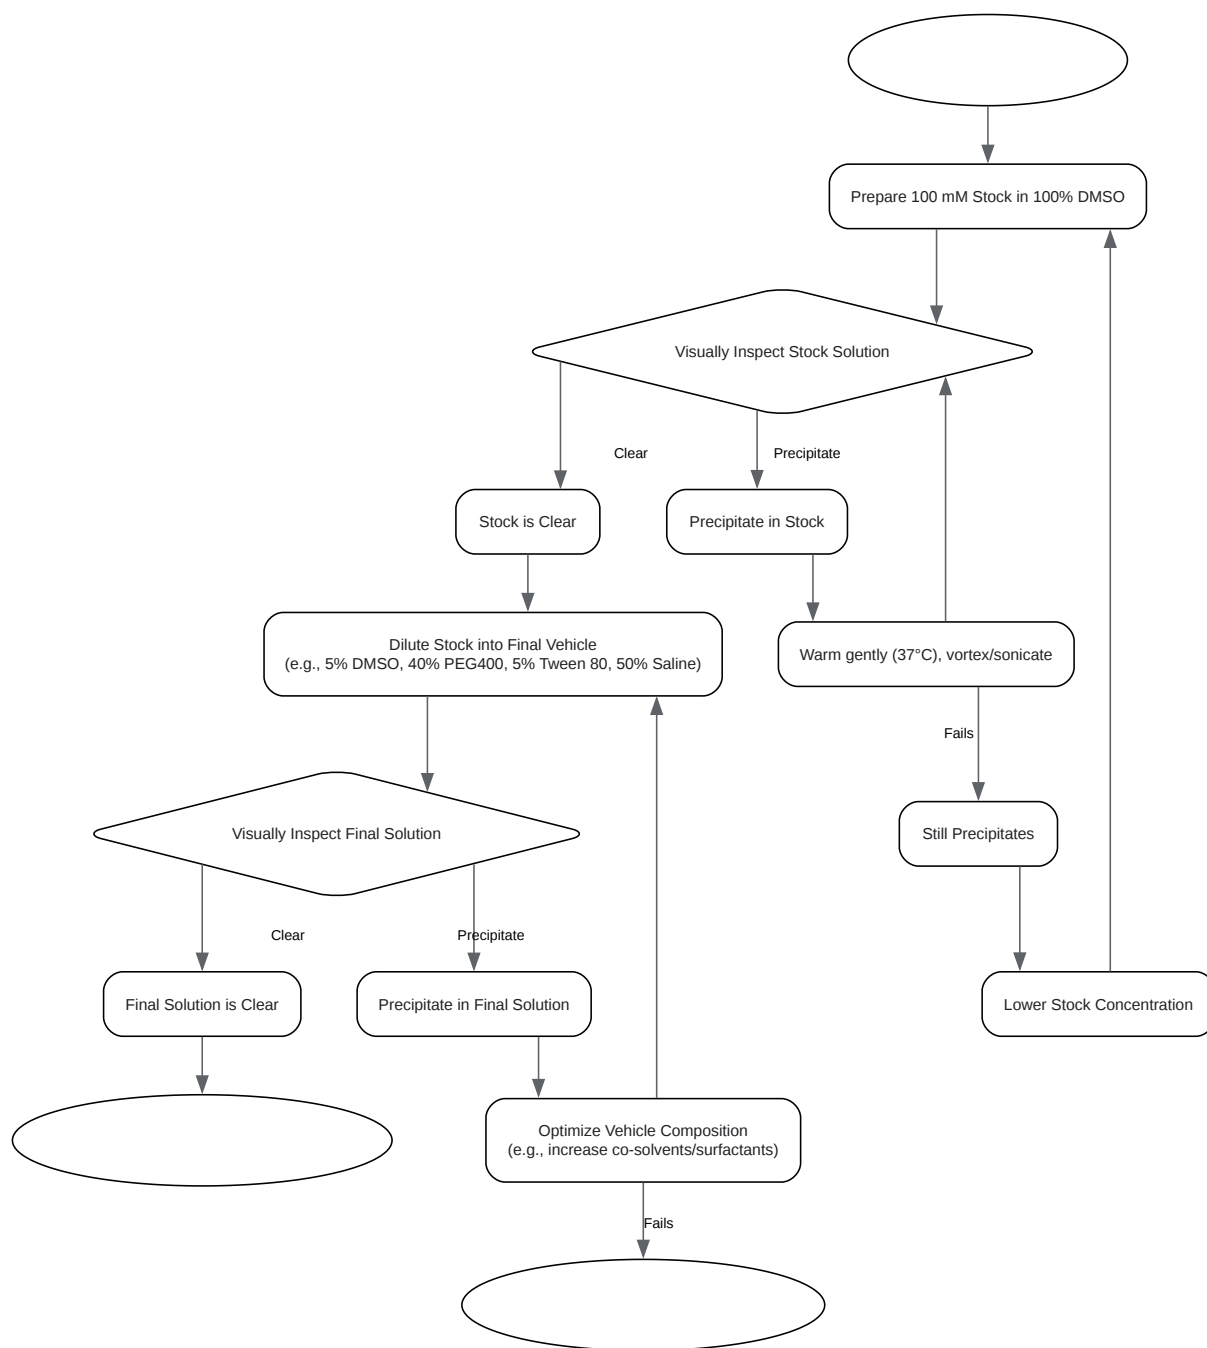 Prepare 100 mM Stock in 100% DMSO
Visually Inspect Stock Solution
Clear
Precipitate
Stock is Clear
Precipitate in Stock
Dilute Stock into Final Vehicle
(e.g., 5% DMSO, 40% PEG400, 5% Tween 80, 50% Saline)
Warm gently (37°C), vortex/sonicate
Fails
Visually Inspect Final Solution
Still Precipitates
Clear
Precipitate
Final Solution is Clear
Precipitate in Final Solution
Lower Stock Concentration
Optimize Vehicle Composition
(e.g., increase co-solvents/surfactants)
Fails